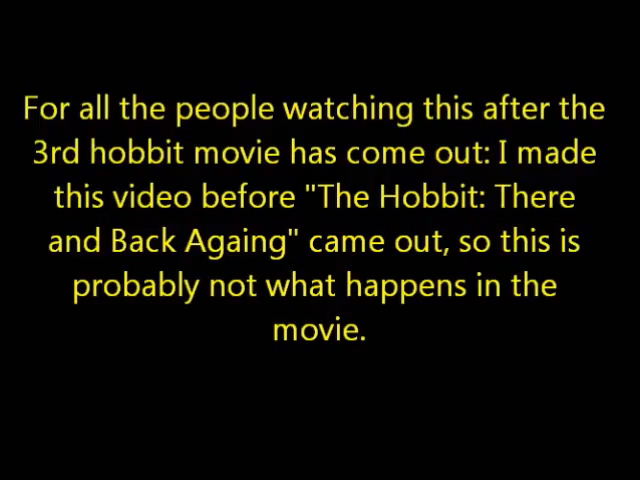 For all the people watching this after the
3rd hobbit movie has come out: I made
this video before "The Hobbit: There
and Back Againg" came out, so this is
probably not what happens in the
movie.